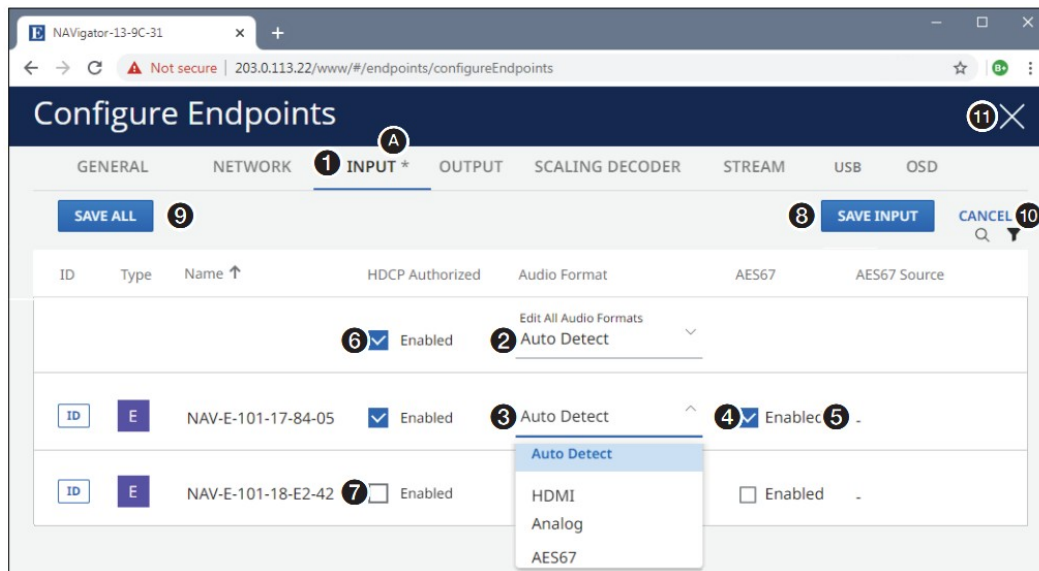 E NAVigator-13-9C-31
Not secure | 203.0.113.22/www/#/endpoints/configureEndpoints B+
Configure Endpoints 11
A
GENERAL NETWORK 1 INPUT * OUTPUT SCALING DECODER STREAM USB OSD
SAVE ALL 9 8 SAVE INPUT CANCEL 10
ID Type Name HDCP Authorized Audio Format AES67 AES67 Source
Edit All Audio Formats
6 Enabled 2 Auto Detect
ID E NAV-E-101-17-84-05 Enabled 3 Auto Detect 4 Enabled 5 -
Auto Detect
ID E NAV-E-101-18-E2-42 7 Enabled HDMI Enabled -
Analog
AES67